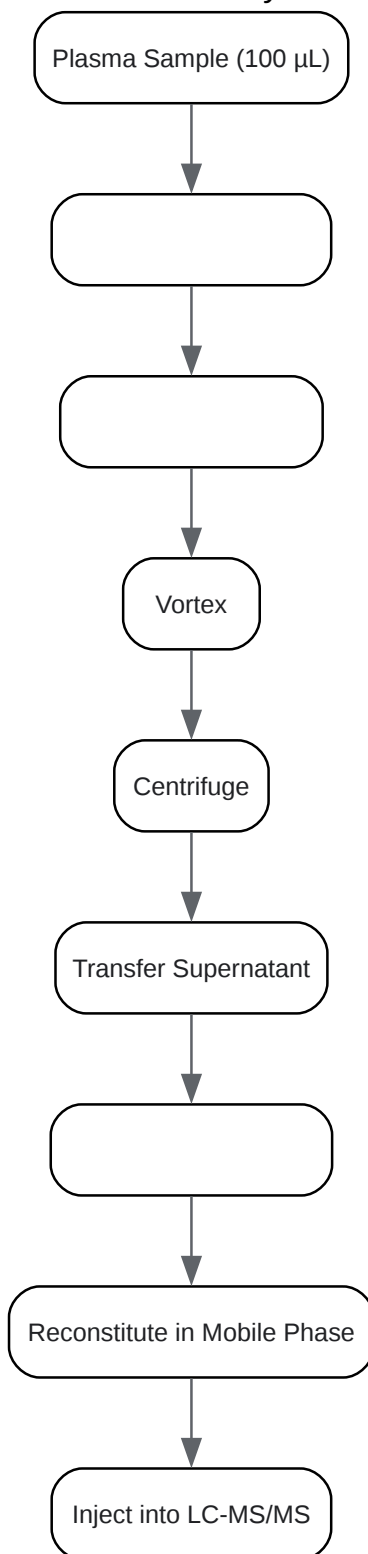 Plasma Sample (100 µL)
Vortex
Centrifuge
Transfer Supernatant
Reconstitute in Mobile Phase
Inject into LC-MS/MS